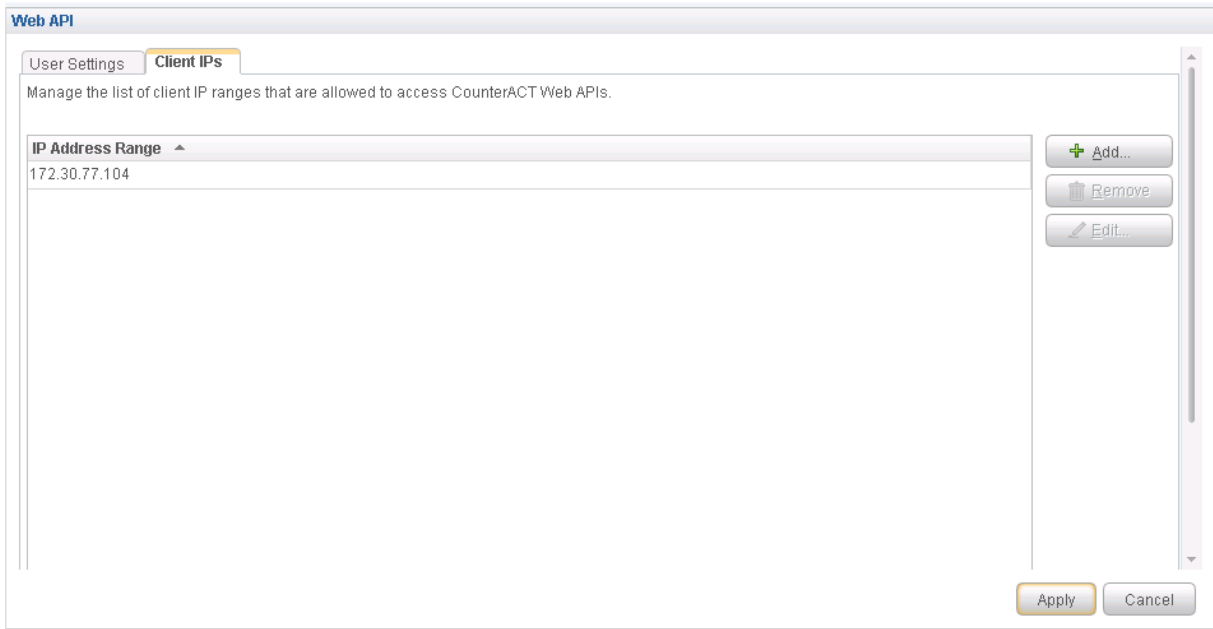 Web API
User Settings
Client IPs
Manage the list of client IP ranges that are allowed to access CounterACT Web APIs.
IP Address Range
172.30.77.104
Add...
Remove
Edit...
Apply
Cancel